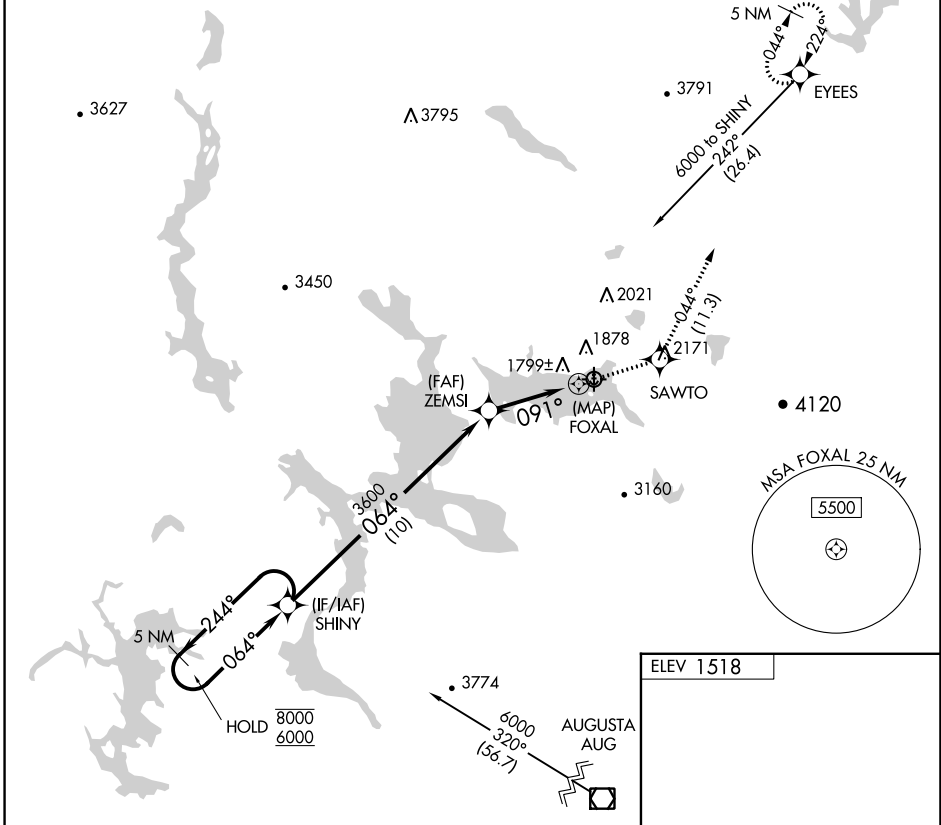 5 NM
044°
224°
EYEES
3627
3795
3791
6000 to SHINY
242°
(26.4)
3450
2021
044°
(11.3)
1878
2171
1799±
SAWTO
(FAF)
ZEMSI
091°
(MAP)
FOXAL
4120
MSA FOXAL 25 NM
5500
3160
3600
064°
(10)
244°
064°
5 NM
(IF/IAF)
SHINY
HOLD
8000
6000
3774
6000
320°
(56.7)
AUGUSTA
AUG
ELEV 1518